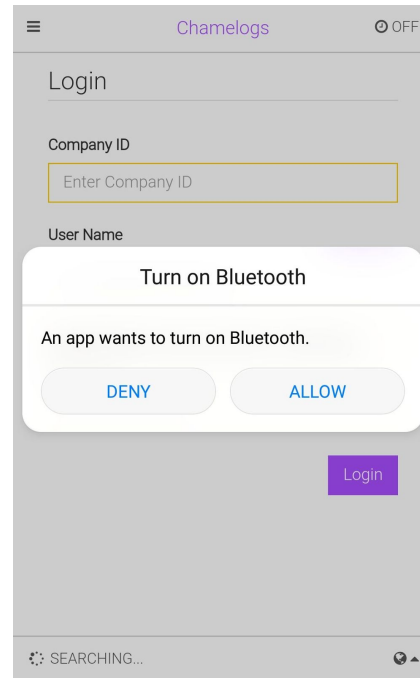 Chamelogs
OFF
Login
Company ID
Enter Company ID
User Name
Turn on Bluetooth
An app wants to turn on Bluetooth.
DENY ALLOW
Login
SEARCHING...